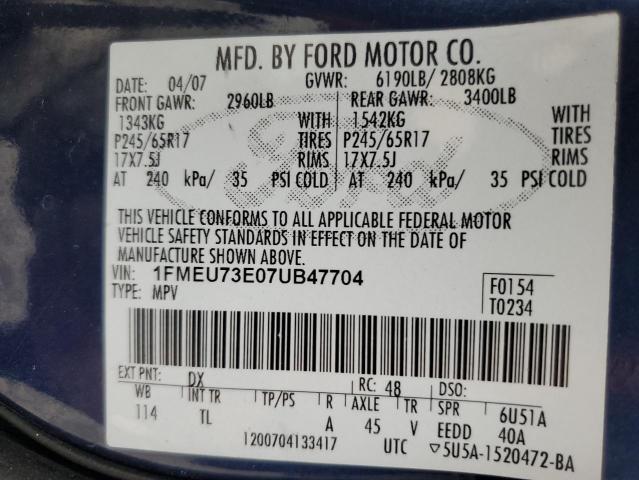 MFD. BY FORD MOTOR CO.
DATE: 04/07 GVWR: 6190LB/ 2808KG
FRONT GAWR: 2960LB REAR GAWR: 3400LB
1343KG WITH 1542KG WITH
P245/65R17 TIRES P245/65R17 TIRES
17X7.5J RIMS 17X7.5J RIMS
AT 240 kPa/ 35 PSI COLD AT 240 kPa/ 35 PSI COLD
Ford
THIS VEHICLE CONFORMS TO ALL APPLICABLE FEDERAL MOTOR
VEHICLE SAFETY STANDARDS IN EFFECT ON THE DATE OF
MANUFACTURE SHOWN ABOVE.
VIN: 1FMEU73E07UB47704 F0154
TYPE: MPV T0234
EXT PNT: DX RC: 48 DSO:
WB INT TR TP/PS R AXLE TR SPR 6U51A
114 TL A 45 V EEDD 40A
1200704133417 UTC ▽5U5A-1520472-BA